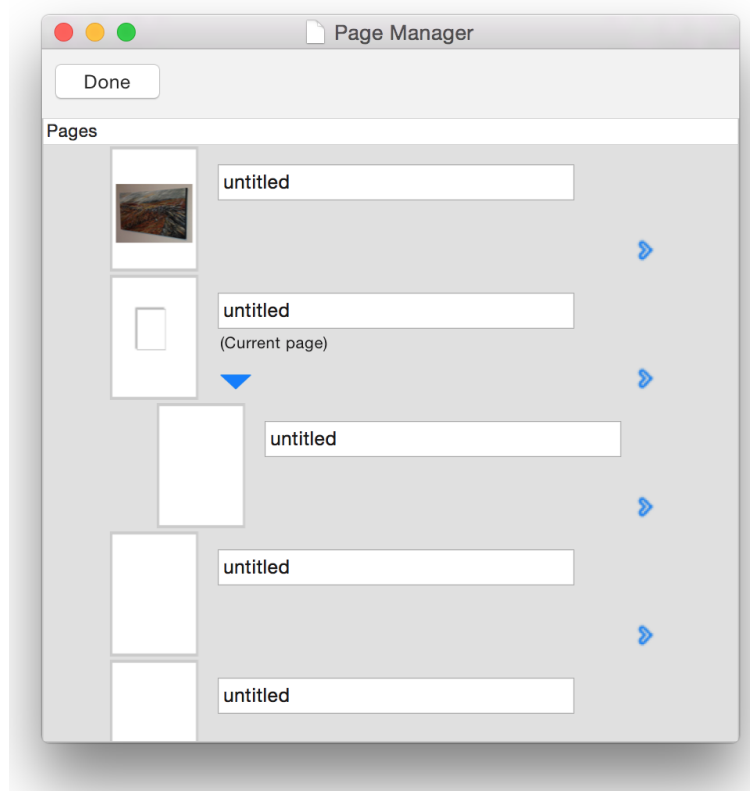 Page Manager
Done
Pages
untitled
untitled
(Current page)
untitled
untitled
untitled